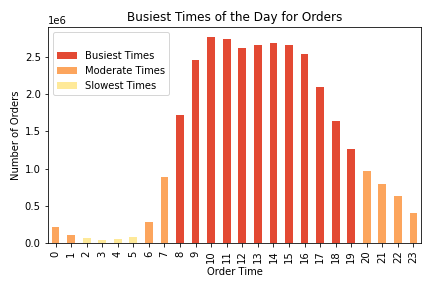 Busiest Times of the Day for Orders
1e6
Busiest Times
Moderate Times
Slowest Times
Number of Orders
2.5
2.0
1.5
1.0
0.5
0.0
0 1 2 3 4 5 6 7 8 9 10 11 12 13 14 15 16 17 18 19 20 21 22 23
Order Time